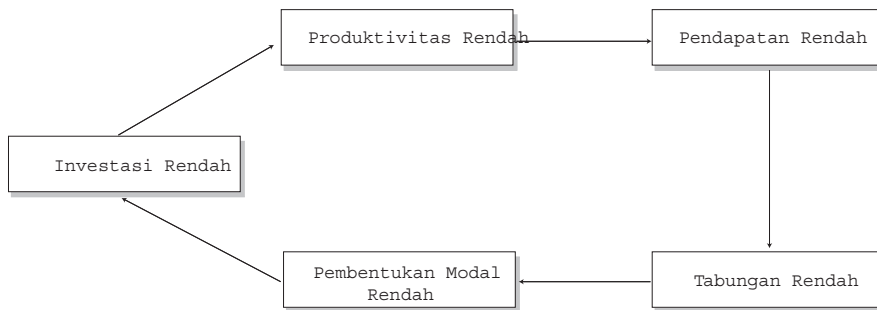 Produktivitas Rendah
Pendapatan Rendah
Investasi Rendah
Pembentukan Modal
Rendah
Tabungan Rendah